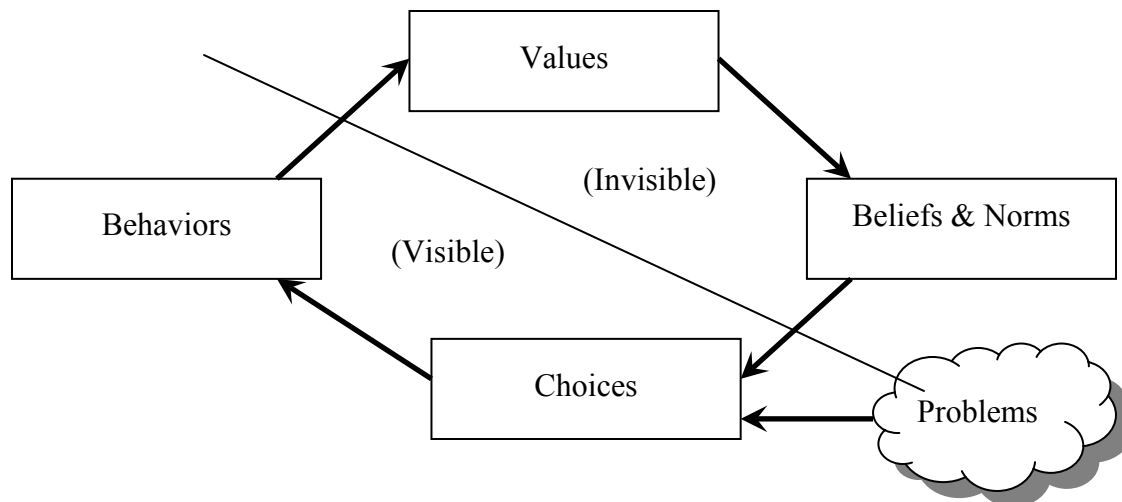 Values
(Invisible)
Behaviors
Beliefs & Norms
(Visible)
Choices
Problems